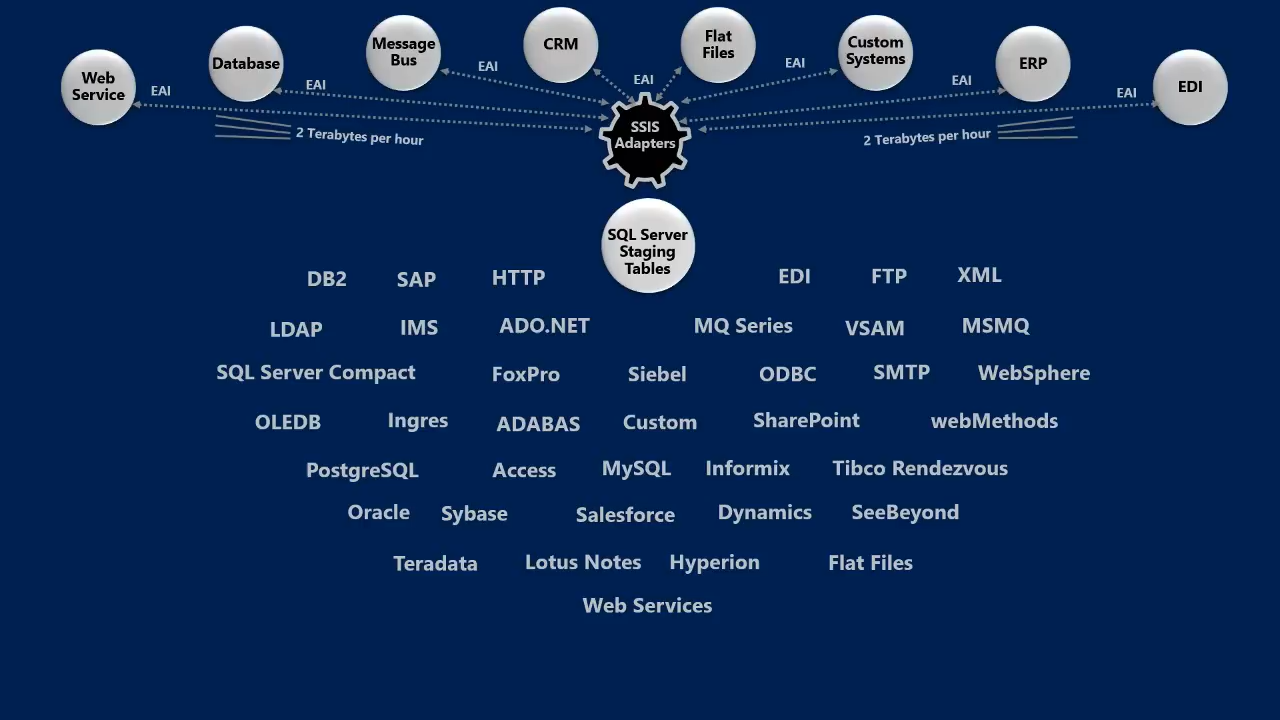 Web
Service
Database
Message
Bus
CRM
Flat
Files
Custom
Systems
ERP
EDI
EAI
EAI
EAI
EAI
EAI
EAI
EAI
2 Terabytes per hour
2 Terabytes per hour
SSIS
Adapters
SQL Server
Staging
Tables
DB2 SAP HTTP EDI FTP XML
LDAP IMS ADO.NET MQ Series VSAM MSMQ
SQL Server Compact FoxPro Siebel ODBC SMTP WebSphere
OLEDB Ingres ADABAS Custom SharePoint webMethods
PostgreSQL Access MySQL Informix Tibco Rendezvous
Oracle Sybase Salesforce Dynamics SeeBeyond
Teradata Lotus Notes Hyperion Flat Files
Web Services